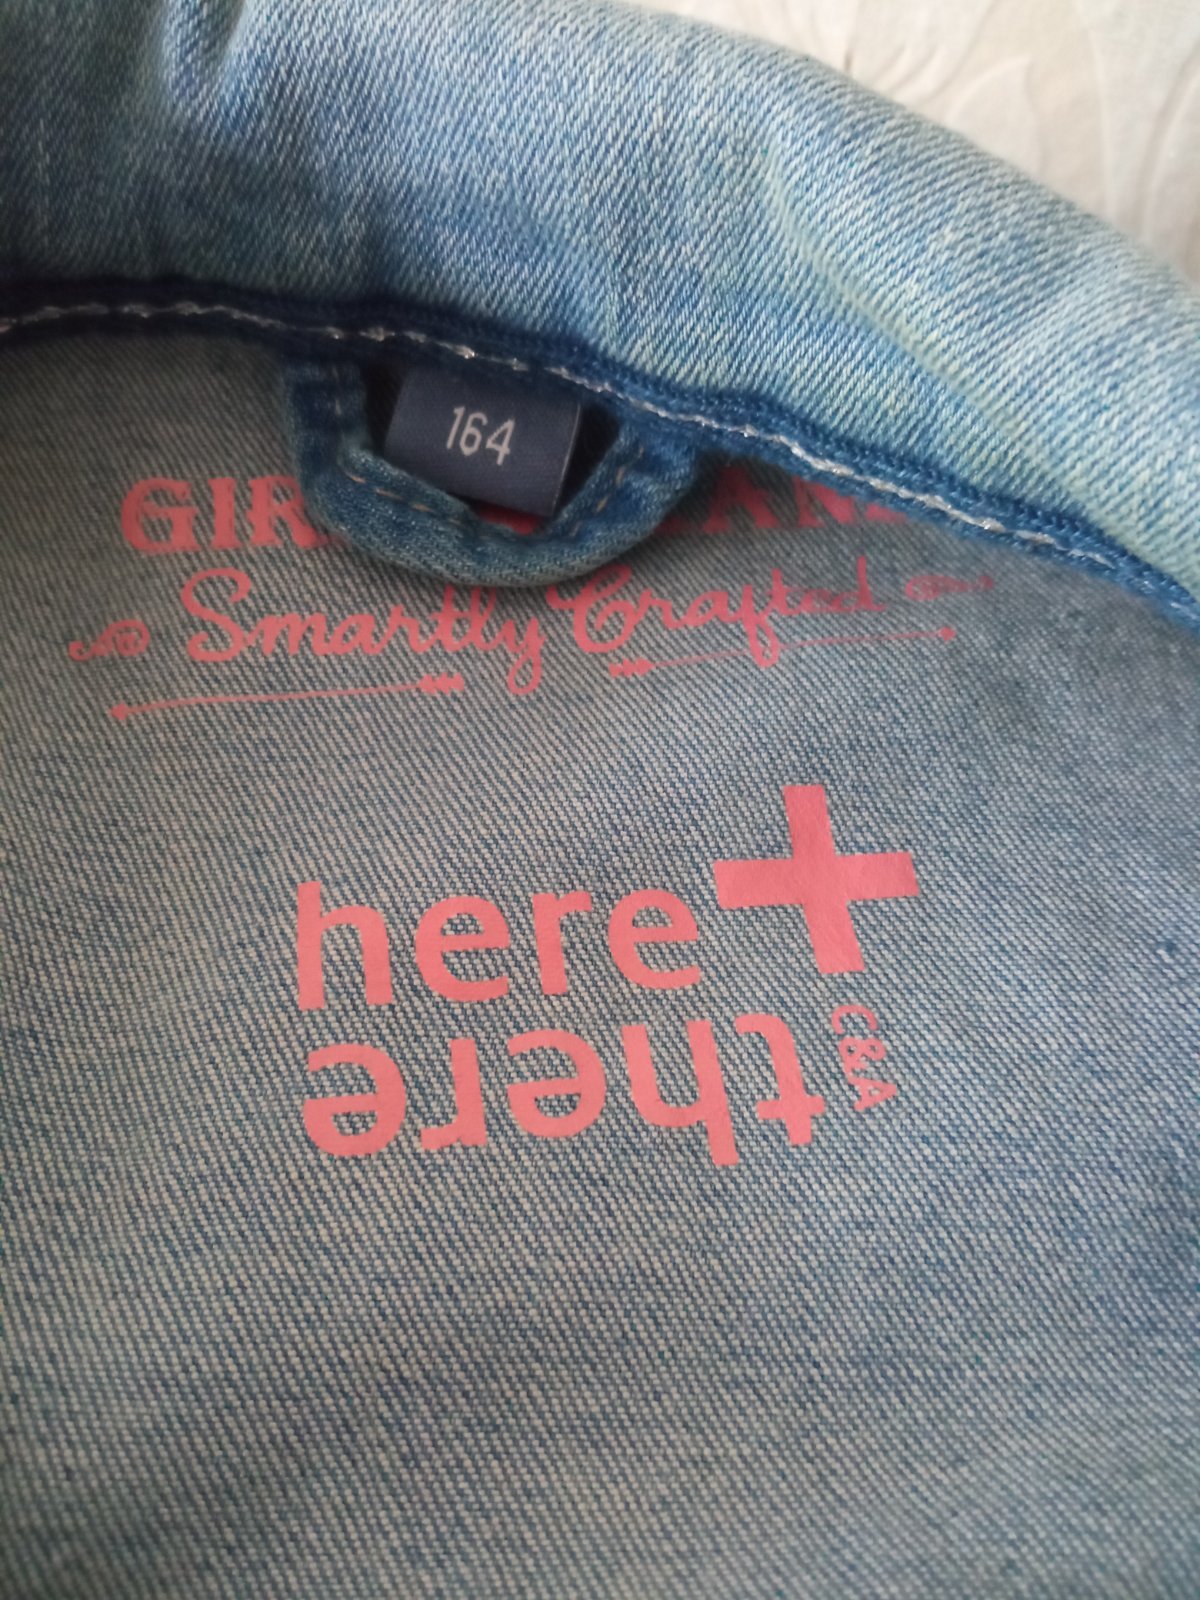 164
Smartly Crafted
here +
there
C&A